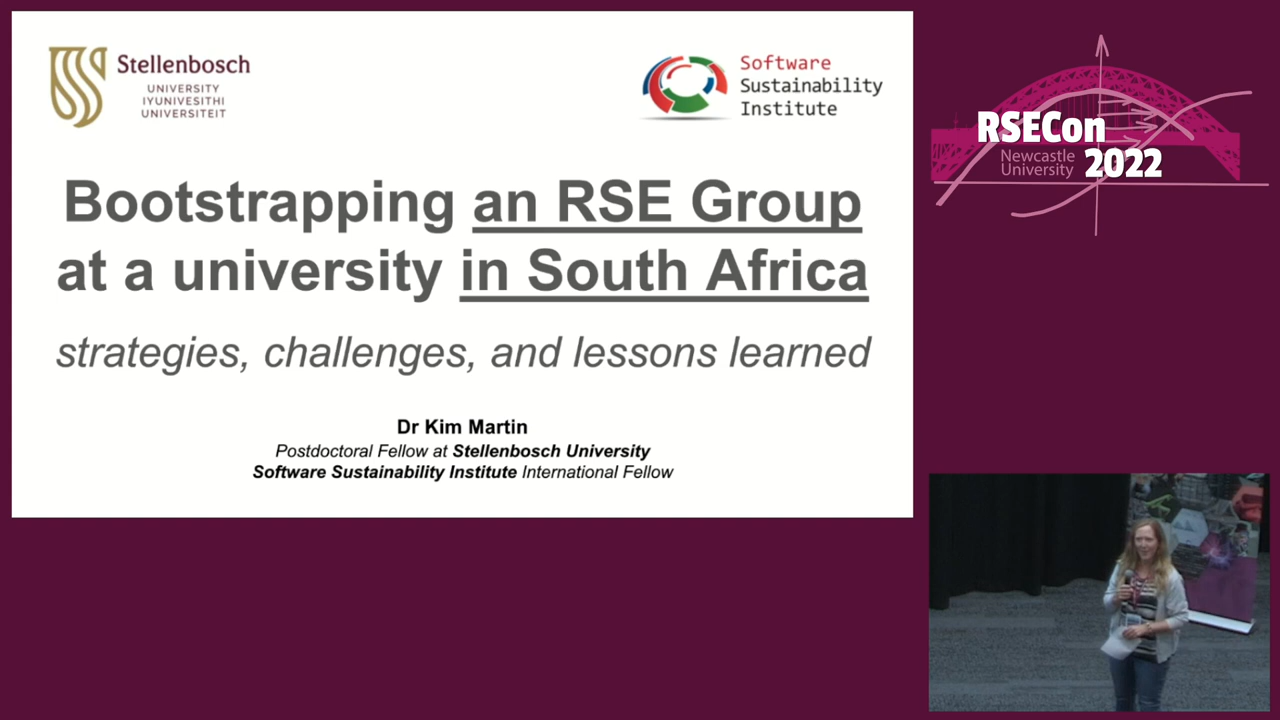 Stellenbosch
UNIVERSITY
IYUNIVESITHI
UNIVERSITEIT
Software
Sustainability
Institute
Bootstrapping an RSE Group
at a university in South Africa
strategies, challenges, and lessons learned
Dr Kim Martin
Postdoctoral Fellow at Stellenbosch University
Software Sustainability Institute International Fellow
RSECon
Newcastle
University
2022